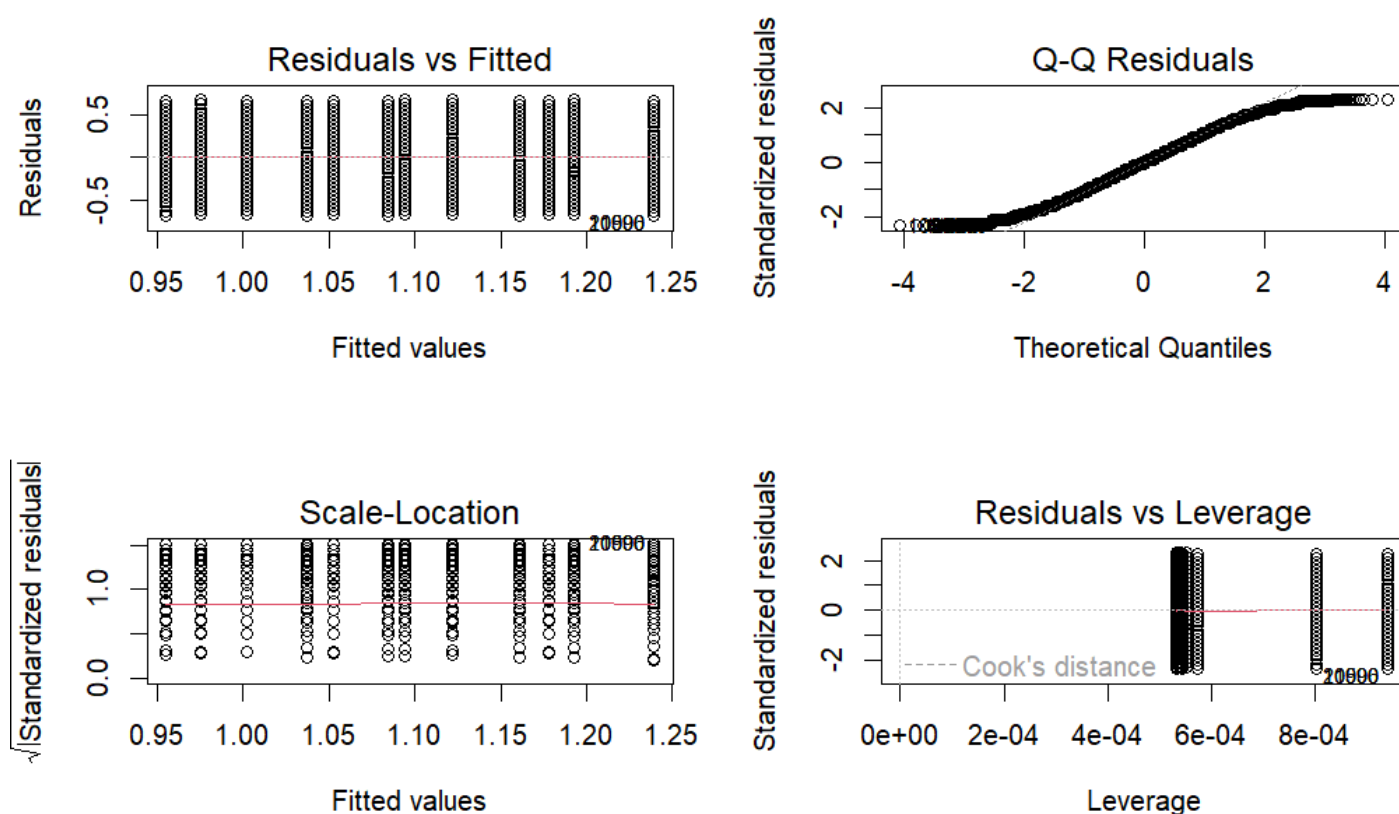 Residuals vs Fitted
Residuals
0.5
-0.5
0.95 1.00 1.05 1.10 1.15 1.20 1.25
Fitted values
Q-Q Residuals
Standardized residuals
2
0
-2
-4 -2 0 2 4
Theoretical Quantiles
Scale-Location
√|Standardized residuals|
1.0
0.0
0.95 1.00 1.05 1.10 1.15 1.20 1.25
Fitted values
Residuals vs Leverage
Standardized residuals
2
0
-2
Cook's distance
0e+00 2e-04 4e-04 6e-04 8e-04
Leverage